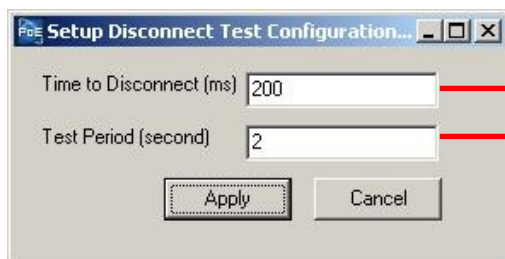 PoE Setup Disconnect Test Configuration...
Time to Disconnect (ms) 200
Test Period (second) 2
Apply Cancel